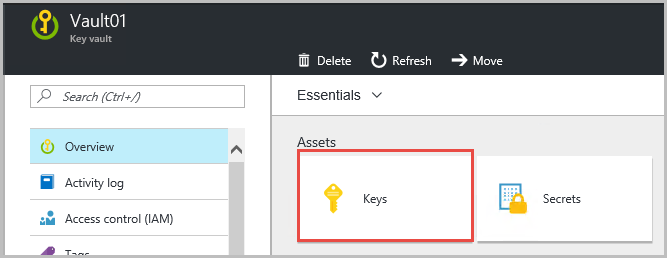 Vault01
Key vault
Delete Refresh Move
Search (Ctrl+/)
Essentials
Overview
Assets
Activity log
Keys
Secrets
Access control (IAM)
Tags